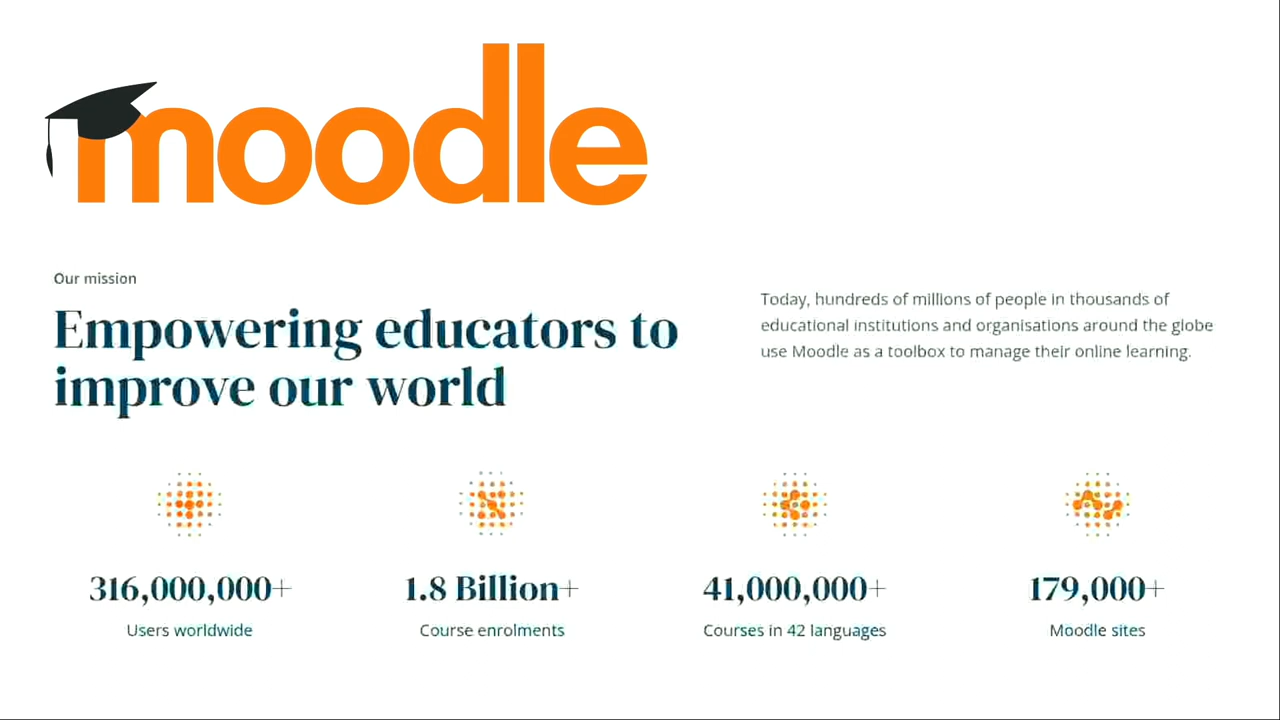 moodle
Our mission
Empowering educators to
improve our world
Today, hundreds of millions of people in thousands of
educational institutions and organisations around the globe
use Moodle as a toolbox to manage their online learning.
316,000,000+
Users worldwide
1.8 Billion+
Course enrolments
41,000,000+
Courses in 42 languages
179,000+
Moodle sites